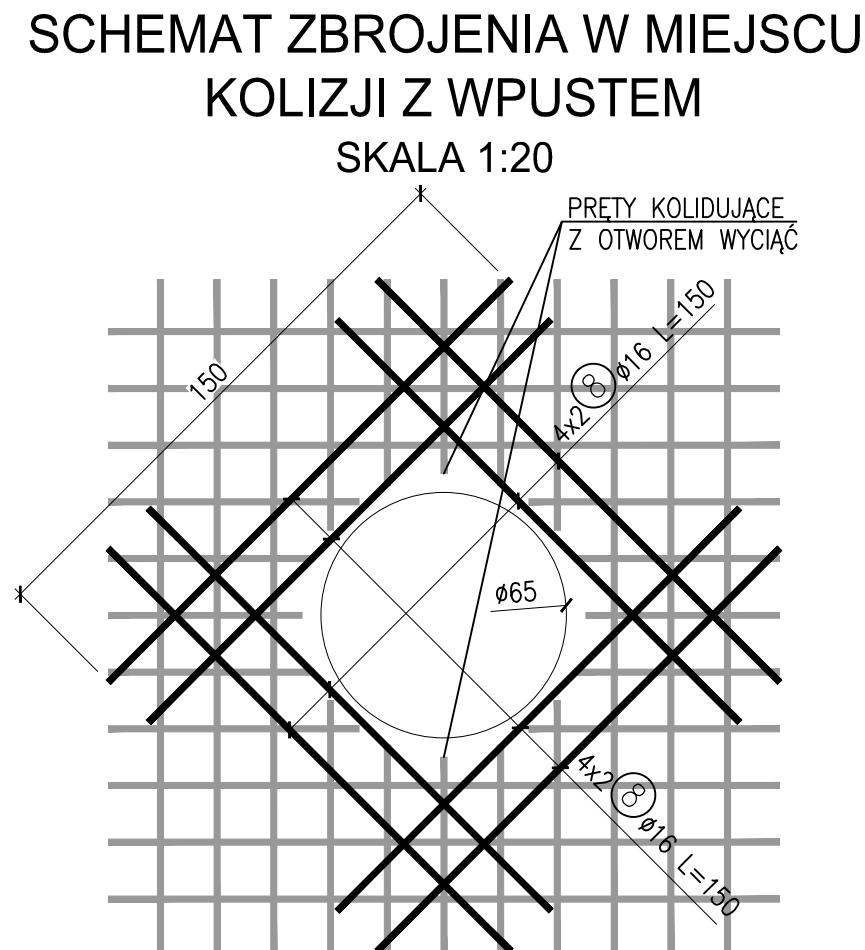 SCHEMAT ZBROJENIA W MIEJSCU
KOLIZJI Z WPUSTEM
SKALA 1:20
PRĘTY KOLIDUJĄCE
Z OTWOREM WYCIĄĆ
150
4x2 8 ø16 L=150
ø65
4x2 8 ø16 L=150